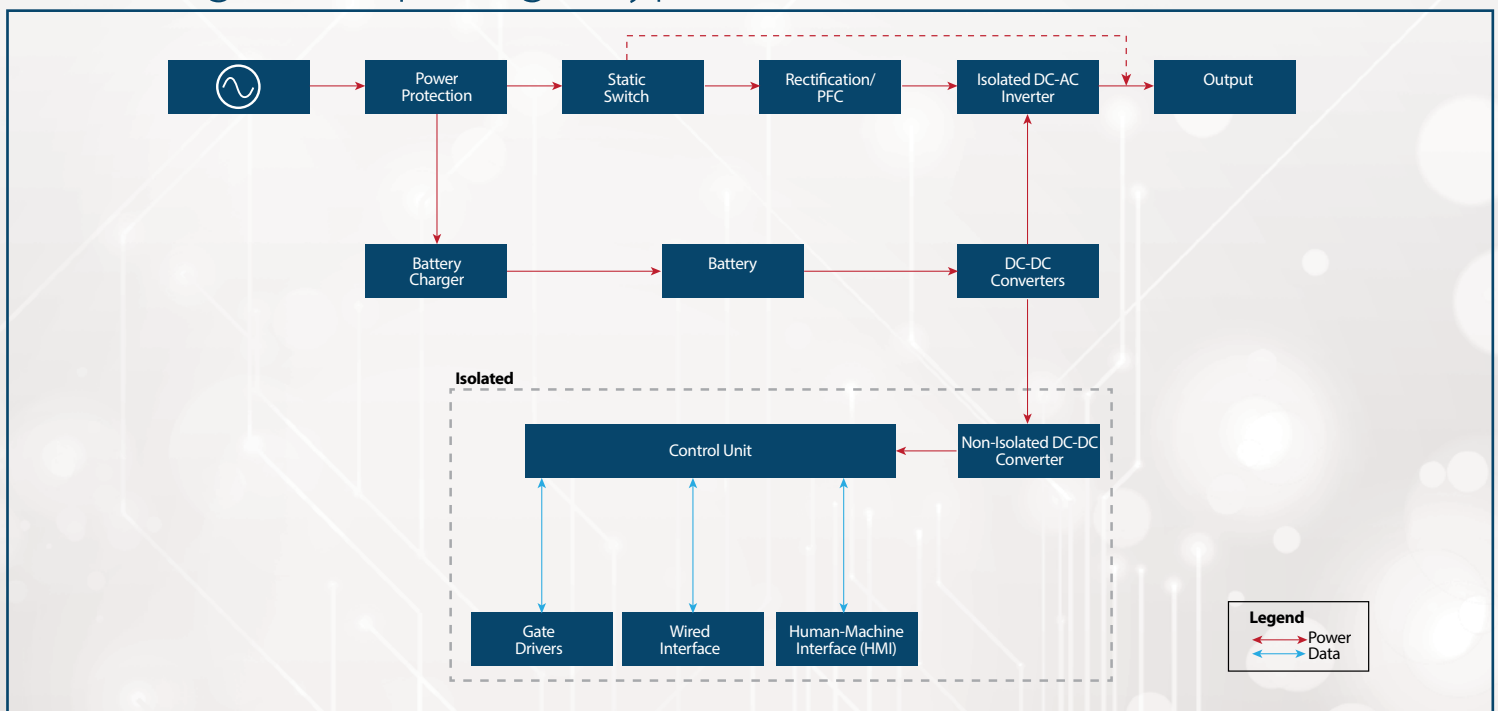 Power
Protection
Static
Switch
Rectification/
PFC
Isolated DC-AC
Inverter
Output
Battery
Charger
Battery
DC-DC
Converters
Isolated
Control Unit
Non-Isolated DC-DC
Converter
Gate
Drivers
Wired
Interface
Human-Machine
Interface (HMI)
Legend
Power
Data